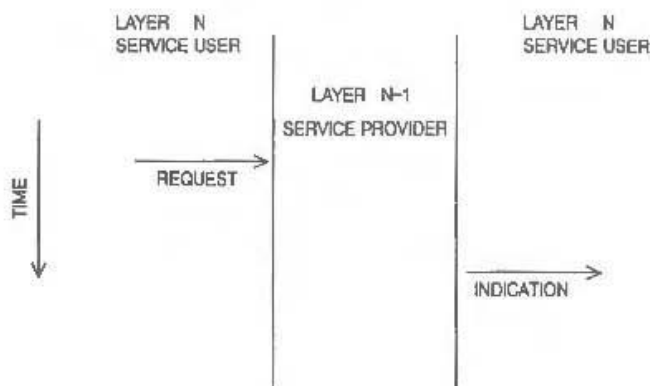 LAYER N
SERVICE USER
LAYER N
SERVICE USER
LAYER N-1
SERVICE PROVIDER
TIME
REQUEST
INDICATION